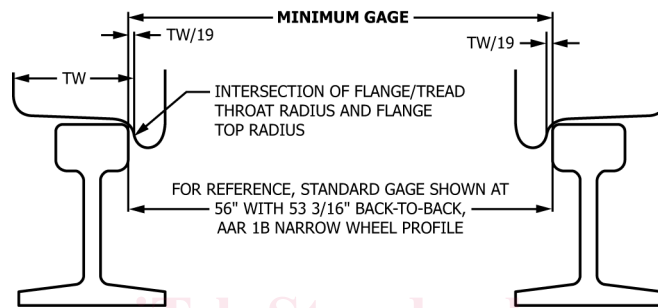 MINIMUM GAGE
TW/19
TW/19
TW
INTERSECTION OF FLANGE/TREAD
THROAT RADIUS AND FLANGE
TOP RADIUS
FOR REFERENCE, STANDARD GAGE SHOWN AT
56" WITH 53 3/16" BACK-TO-BACK,
AAR 1B NARROW WHEEL PROFILE